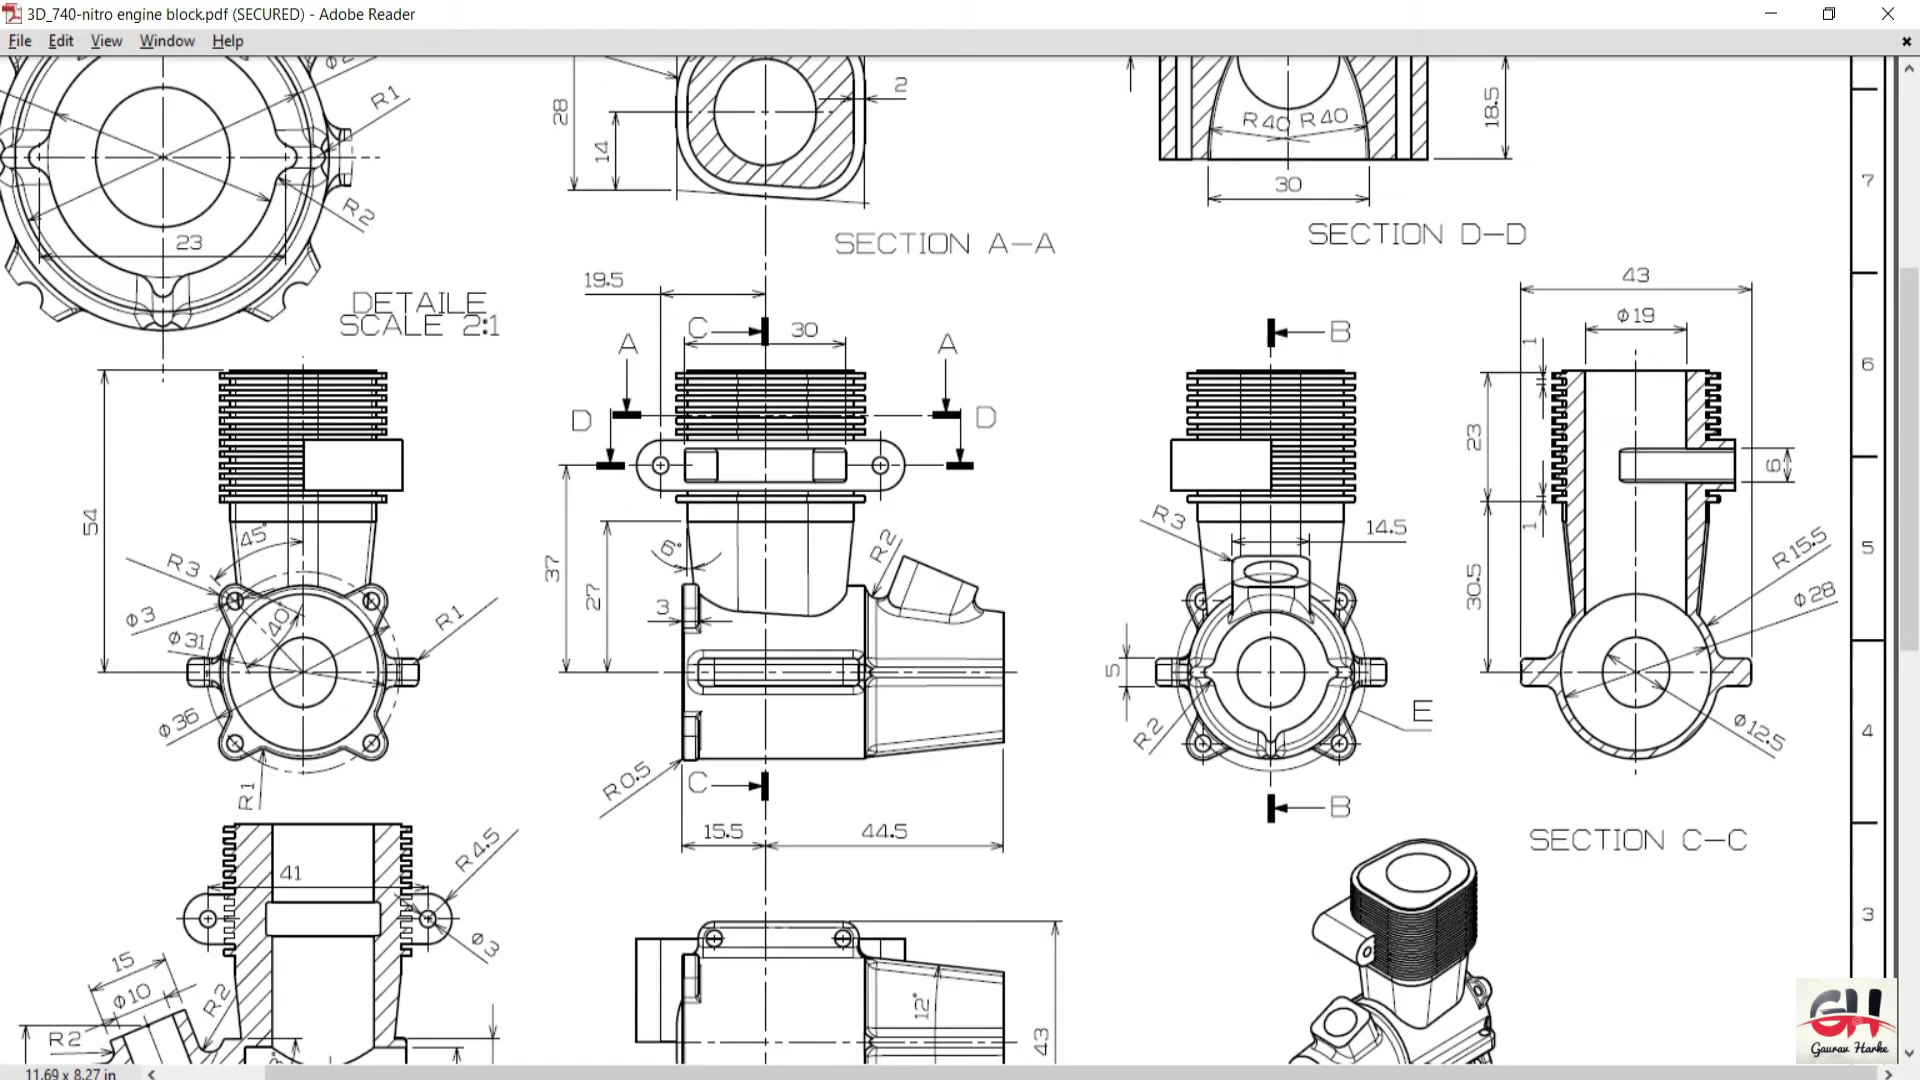 3D_740-nitro engine block.pdf (SECURED) - Adobe Reader
File Edit View Window Help
R1
R2
23
DETAILE
SCALE 2:1
28
14
2
SECTION A-A
R40 R40
18.5
30
SECTION D-D
7
6
5
4
3
54
45°
R3
Φ3
Φ31
40°
R1
Φ36
R1
19.5
C
30
A
A
D
D
37
27
6°
3
R2
R0.5
C
15.5
44.5
B
R3
14.5
5
R2
E
B
43
Φ19
1
23
6
1
30.5
R15.5
Φ28
Φ12.5
SECTION C-C
41
R4.5
Φ3
15
Φ10
R2
R2
12°
43
GH
Gaurav Harke
11.69 x 8.27 in